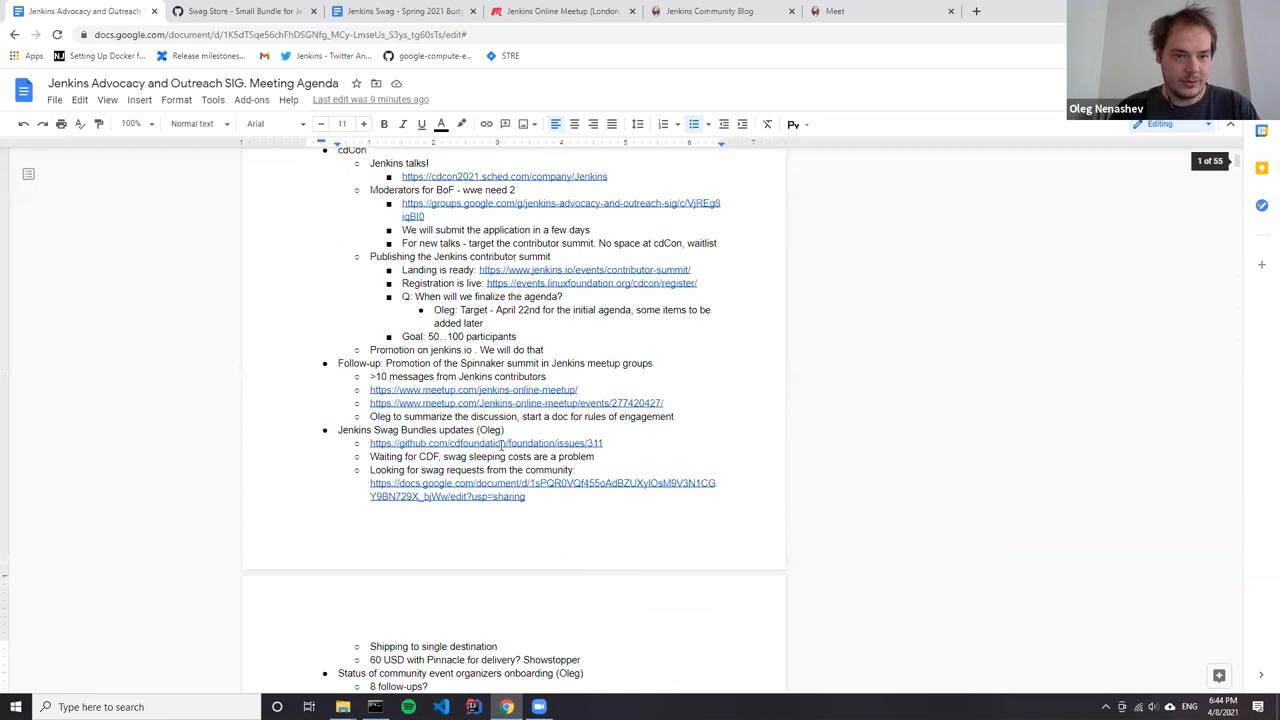 Jenkins Advocacy and Outreach
Swag Store - Small Bundle for Je
Jenkins Swag - Spring 2021 Budg
Jenkins Online Meetup (London
Jenkins Community Blog
Meet
docs.google.com/document/d/1K5dTSqe56chFhDSGNfg_MCy-LmseUs_S3ys_tg60sTs/edit#
Apps
Setting Up Docker f...
Release milestones...
Jenkins - Twitter An...
google-compute-e...
STRE
Jenkins Advocacy and Outreach SIG. Meeting Agenda
File Edit View Insert Format Tools Add-ons Help Last edit was 9 minutes ago
100% Normal text Arial 11 Editing
Oleg Nenashev
1 of 55
cdCon
Jenkins talks!
https://cdcon2021.sched.com/company/Jenkins
Moderators for BoF - wwe need 2
https://groups.google.com/g/jenkins-advocacy-and-outreach-sig/c/VjREg8
iqBI0
We will submit the application in a few days
For new talks - target the contributor summit. No space at cdCon, waitlist
Publishing the Jenkins contributor summit
Landing is ready: https://www.jenkins.io/events/contributor-summit/
Registration is live: https://events.linuxfoundation.org/cdcon/register/
Q: When will we finalize the agenda?
Oleg: Target - April 22nd for the initial agenda, some items to be
added later
Goal: 50...100 participants
Promotion on jenkins.io . We will do that
Follow-up: Promotion of the Spinnaker summit in Jenkins meetup groups
>10 messages from Jenkins contributors
https://www.meetup.com/jenkins-online-meetup/
https://www.meetup.com/Jenkins-online-meetup/events/277420427/
Oleg to summarize the discussion, start a doc for rules of engagement
Jenkins Swag Bundles updates (Oleg)
https://github.com/cdfoundation/foundation/issues/311
Waiting for CDF, swag sleeping costs are a problem
Looking for swag requests from the community:
https://docs.google.com/document/d/1sPQR0VQf455oAdBZUXylOsM9V3N1CG
Y9BN729X_bjWw/edit?usp=sharing
Shipping to single destination
60 USD with Pinnacle for delivery? Showstopper
Status of community event organizers onboarding (Oleg)
8 follow-ups?
Type here to search
ENG
6:44 PM
4/8/2021